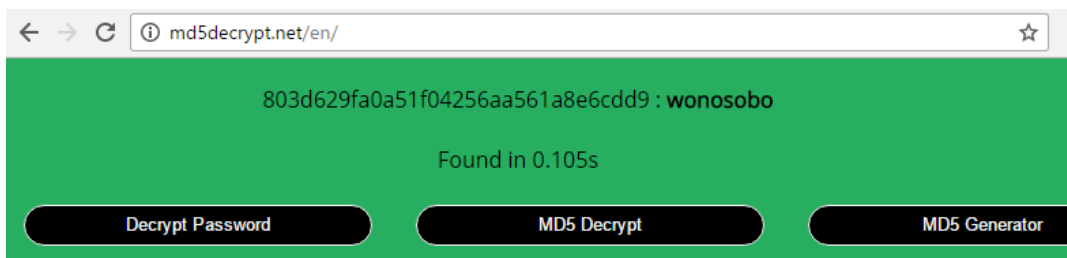 md5decrypt.net/en/
803d629fa0a51f04256aa561a8e6cdd9 : wonosobo
Found in 0.105s
Decrypt Password MD5 Decrypt MD5 Generator